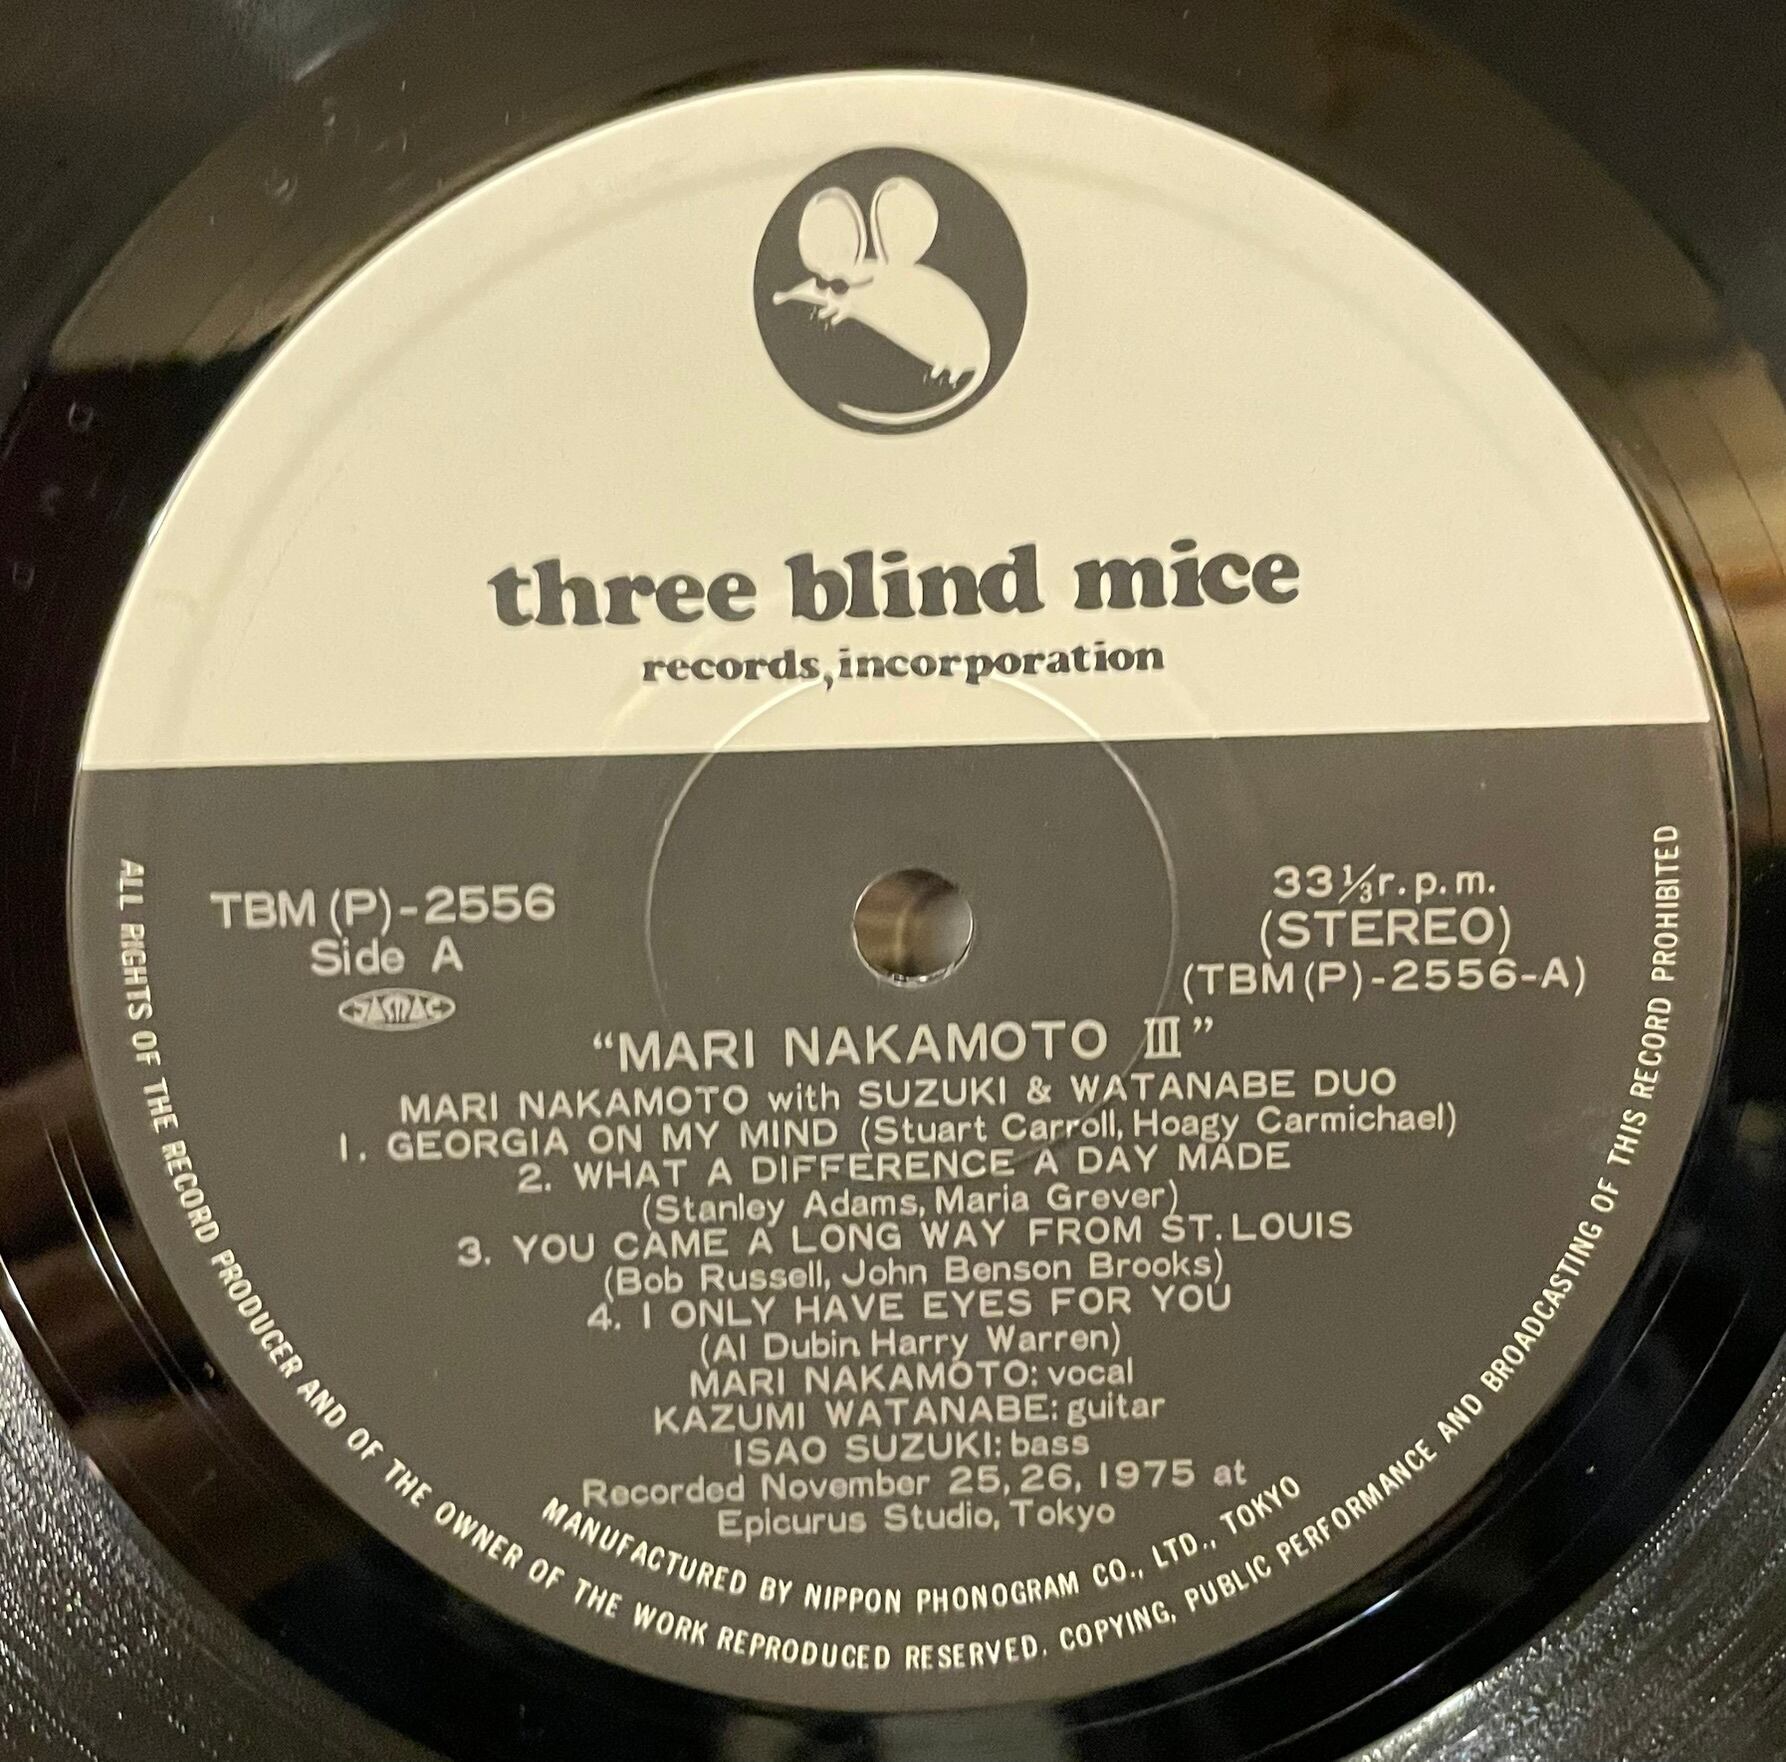 three blind mice
records,incorporation
TBM(P)-2556
Side A
JASRAC
33⅓r.p.m.
(STEREO)
(TBM(P)-2556-A)
“MARI NAKAMOTO III”
MARI NAKAMOTO with SUZUKI & WATANABE DUO
1. GEORGIA ON MY MIND (Stuart Carroll, Hoagy Carmichael)
2. WHAT A DIFFERENCE A DAY MADE
(Stanley Adams, Maria Grever)
3. YOU CAME A LONG WAY FROM ST. LOUIS
(Bob Russell, John Benson Brooks)
4. I ONLY HAVE EYES FOR YOU
(Al Dubin Harry Warren)
MARI NAKAMOTO: vocal
KAZUMI WATANABE: guitar
ISAO SUZUKI: bass
Recorded November 25, 26, 1975 at
Epicurus Studio, Tokyo
MANUFACTURED BY NIPPON PHONOGRAM CO., LTD., TOKYO
ALL RIGHTS OF THE RECORD PRODUCER AND OF THE OWNER OF THE WORK REPRODUCED RESERVED. COPYING, PUBLIC PERFORMANCE AND BROADCASTING OF THIS RECORD PROHIBITED